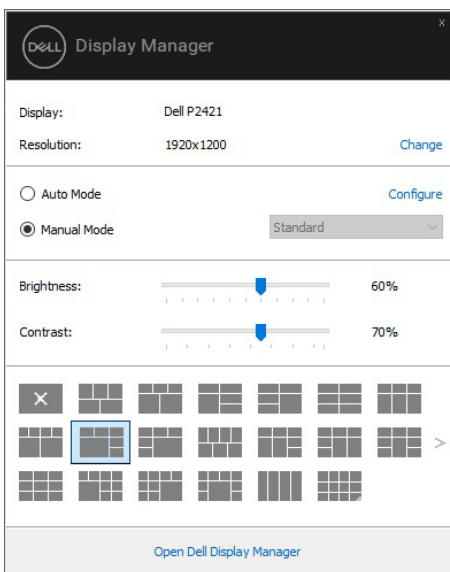 x
DELL Display Manager
Display: Dell P2421
Resolution: 1920x1200 Change
Auto Mode Configure
Manual Mode Standard
Brightness: 60%
Contrast: 70%
Open Dell Display Manager